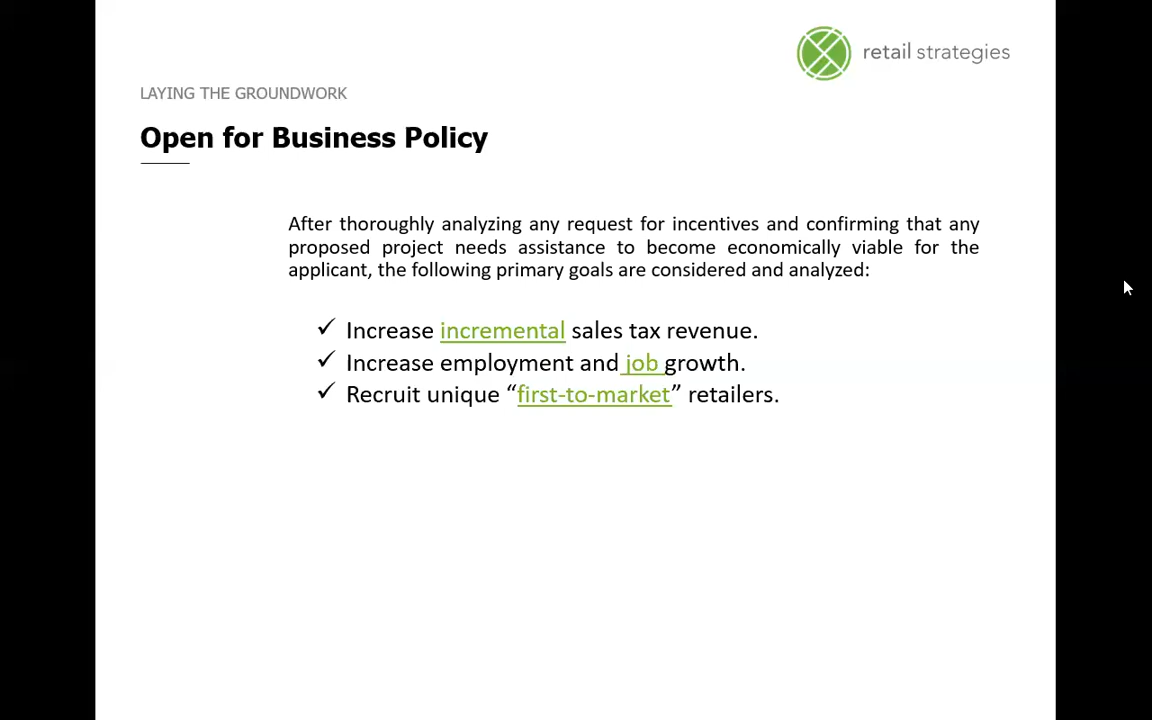 retail strategies
LAYING THE GROUNDWORK
Open for Business Policy
After thoroughly analyzing any request for incentives and confirming that any
proposed project needs assistance to become economically viable for the
applicant, the following primary goals are considered and analyzed:
✓ Increase incremental sales tax revenue.
✓ Increase employment and job growth.
✓ Recruit unique “first-to-market” retailers.